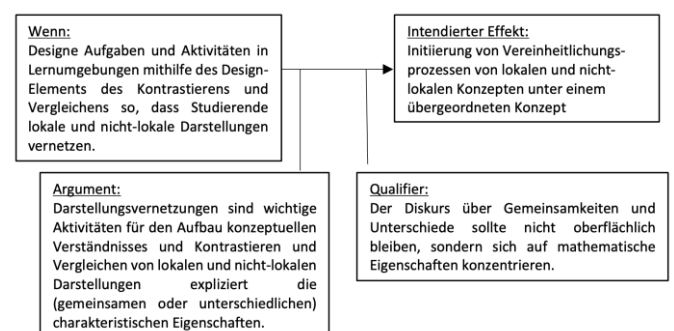 Wenn:
Designe Aufgaben und Aktivitäten in
Lernumgebungen mithilfe des Design-
Elements des Kontrastierens und
Vergleichens so, dass Studierende
lokale und nicht-lokale Darstellungen
vernetzen.
Intendierter Effekt:
Initiierung von Vereinheitlichungs-
prozessen von lokalen und nicht-
lokalen Konzepten unter einem
übergeordneten Konzept
Argument:
Darstellungsvernetzungen sind wichtige
Aktivitäten für den Aufbau konzeptuellen
Verständnisses und Kontrastieren und
Vergleichen von lokalen und nicht-lokalen
Darstellungen expliziert die
(gemeinsamen oder unterschiedlichen)
charakteristischen Eigenschaften.
Qualifier:
Der Diskurs über Gemeinsamkeiten und
Unterschiede sollte nicht oberflächlich
bleiben, sondern sich auf mathematische
Eigenschaften konzentrieren.